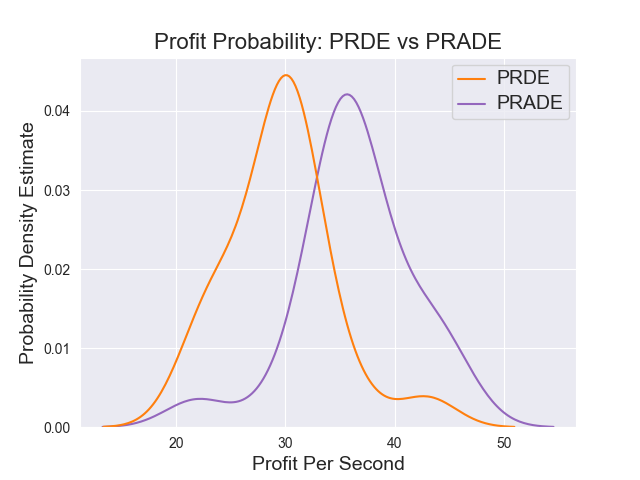 Profit Probability: PRDE vs PRADE
PRDE
PRADE
Probability Density Estimate
0.04
0.03
0.02
0.01
0.00
20
30
40
50
Profit Per Second